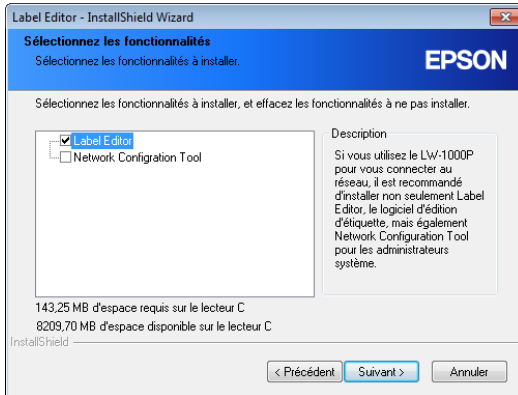 Label Editor - InstallShield Wizard
Sélectionnez les fonctionnalités
Sélectionnez les fonctionnalités à installer.
EPSON
Sélectionnez les fonctionnalités à installer, et effacez les fonctionnalités à ne pas installer.
Label Editor
Network Configration Tool
Description
Si vous utilisez le LW-1000P
pour vous connecter au
réseau, il est recommandé
d'installer non seulement Label
Editor, le logiciel d'édition
d'étiquette, mais également
Network Configuration Tool
pour les administrateurs
système.
143,25 MB d'espace requis sur le lecteur C
8209,70 MB d'espace disponible sur le lecteur C
InstallShield
< Précédent
Suivant >
Annuler